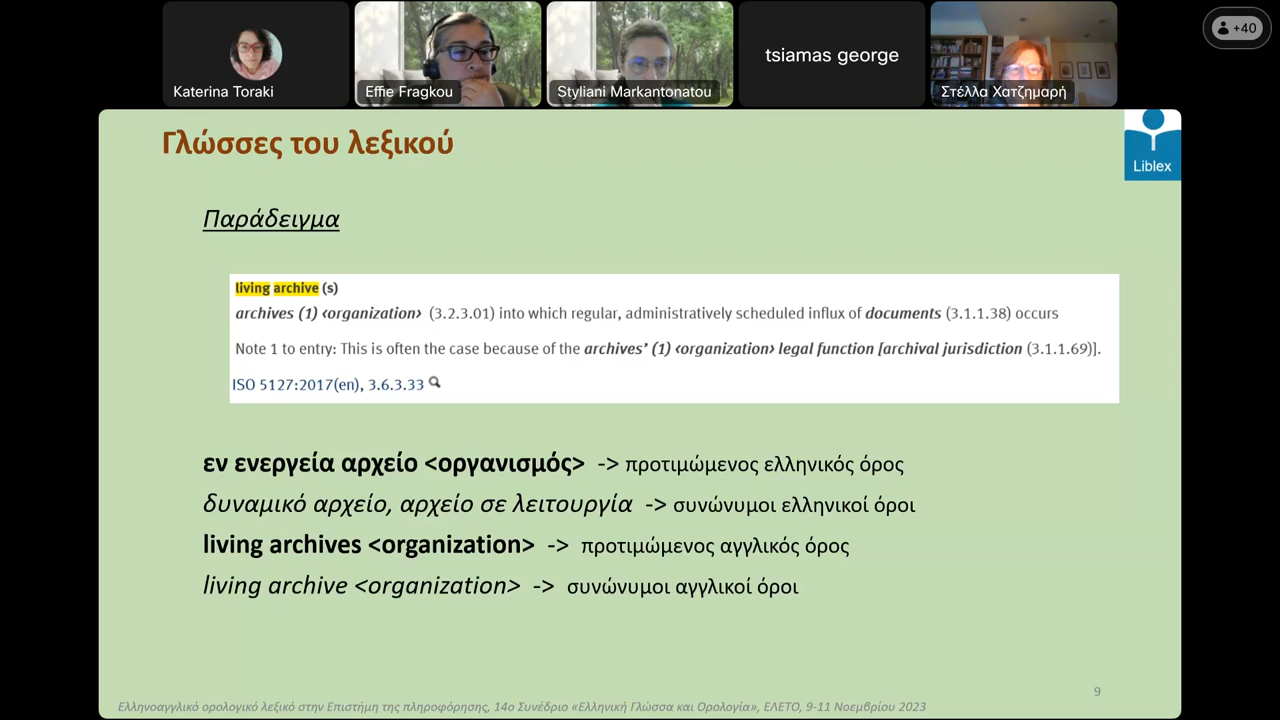 Katerina Toraki
Effie Fragkou
Styliani Markantonatou
tsiamas george
Στέλλα Χατζημαρή
+40
Γλώσσες του λεξικού
Liblex
Παράδειγμα
living archive (s)
archives (1) ‹organization› (3.2.3.01) into which regular, administratively scheduled influx of documents (3.1.1.38) occurs
Note 1 to entry: This is often the case because of the archives' (1) ‹organization› legal function [archival jurisdiction (3.1.1.69)].
ISO 5127:2017(en), 3.6.3.33
εν ενεργεία αρχείο <οργανισμός> -> προτιμώμενος ελληνικός όρος
δυναμικό αρχείο, αρχείο σε λειτουργία -> συνώνυμοι ελληνικοί όροι
living archives <organization> -> προτιμώμενος αγγλικός όρος
living archive <organization> -> συνώνυμοι αγγλικοί όροι
9
Ελληνοαγγλικό ορολογικό λεξικό στην Επιστήμη της πληροφόρησης, 14ο Συνέδριο «Ελληνική Γλώσσα και Ορολογία», ΕΛΕΤΟ, 9-11 Νοεμβρίου 2023